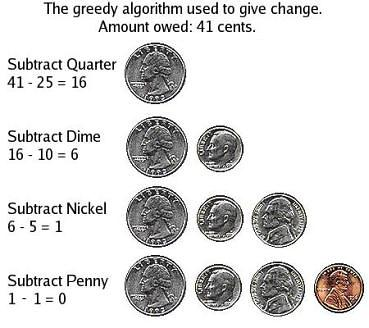 The greedy algorithm used to give change.
Amount owed: 41 cents.
Subtract Quarter
41 - 25 = 16
Subtract Dime
16 - 10 = 6
Subtract Nickel
6 - 5 = 1
Subtract Penny
1 - 1 = 0